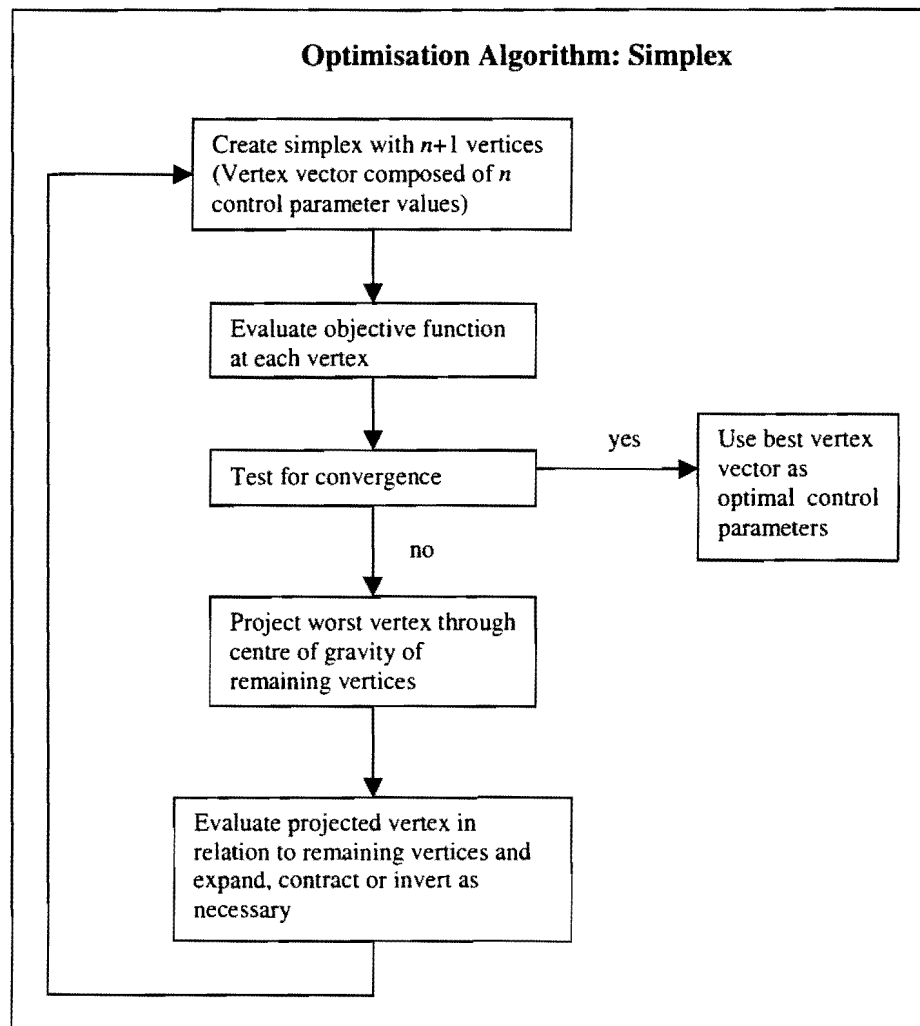 Optimisation Algorithm: Simplex
Create simplex with n+1 vertices
(Vertex vector composed of n
control parameter values)
Evaluate objective function
at each vertex
Test for convergence
yes
Use best vertex
vector as
optimal control
parameters
no
Project worst vertex through
centre of gravity of
remaining vertices
Evaluate projected vertex in
relation to remaining vertices and
expand, contract or invert as
necessary